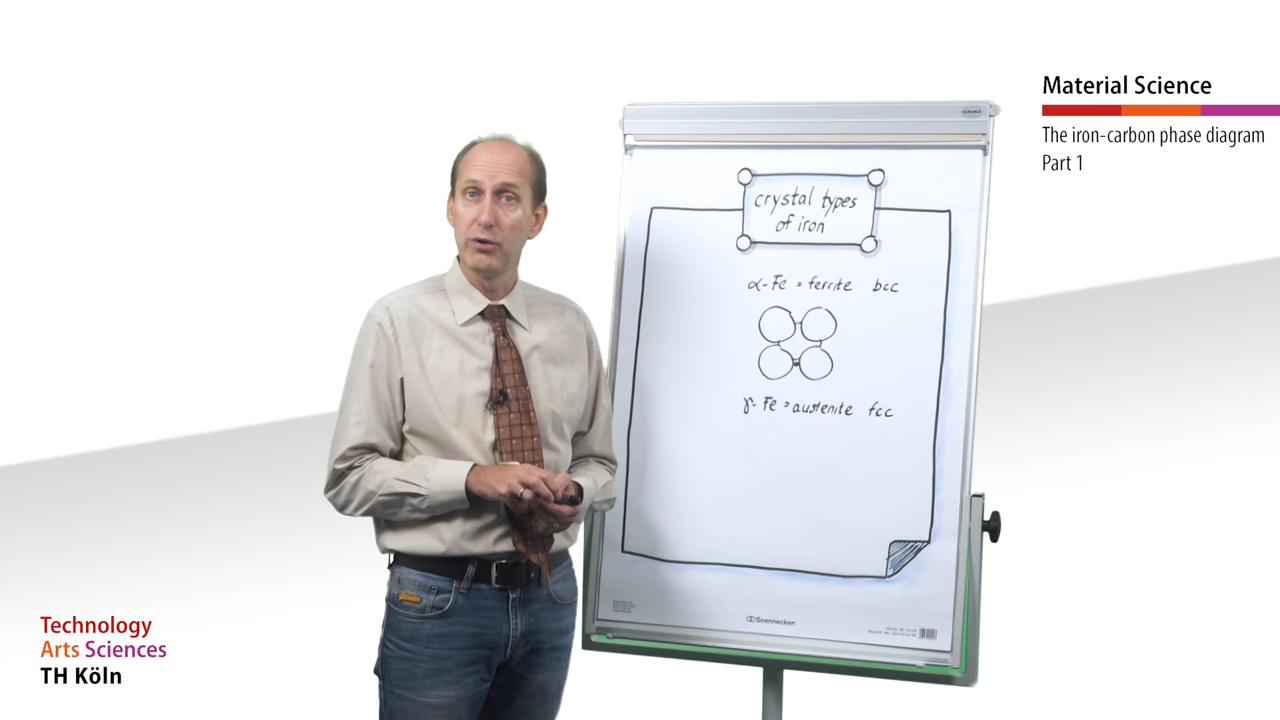 Material Science
The iron-carbon phase diagram
Part 1
crystal types
of iron
α-Fe = ferrite bcc
γ-Fe = austenite fcc
Soennecken
Technology
Arts Sciences
TH Köln